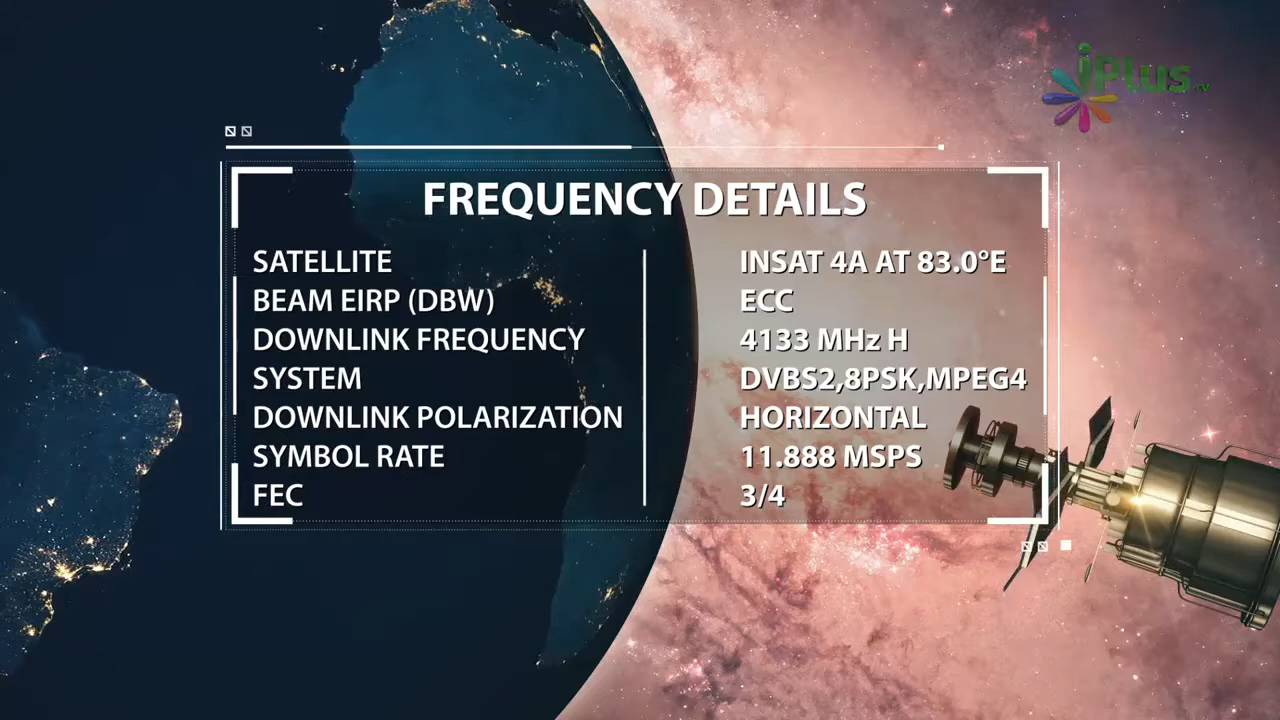 iPlus TV
FREQUENCY DETAILS
SATELLITE INSAT 4A AT 83.0°E
BEAM EIRP (DBW) ECC
DOWNLINK FREQUENCY 4133 MHz H
SYSTEM DVBS2,8PSK,MPEG4
DOWNLINK POLARIZATION HORIZONTAL
SYMBOL RATE 11.888 MSPS
FEC 3/4